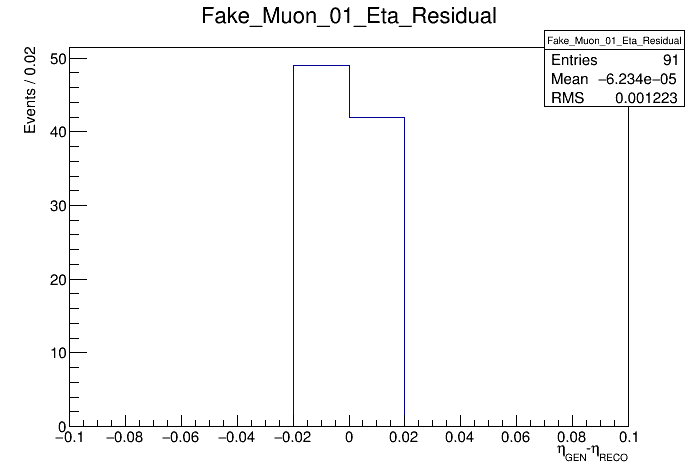 Fake_Muon_01_Eta_Residual
Fake_Muon_01_Eta_Residual
Entries 91
Mean −6.234e−05
RMS 0.001223
Events / 0.02
50
40
30
20
10
0
−0.1 −0.08 −0.06 −0.04 −0.02 0 0.02 0.04 0.06 0.08 0.1
ηGEN-ηRECO